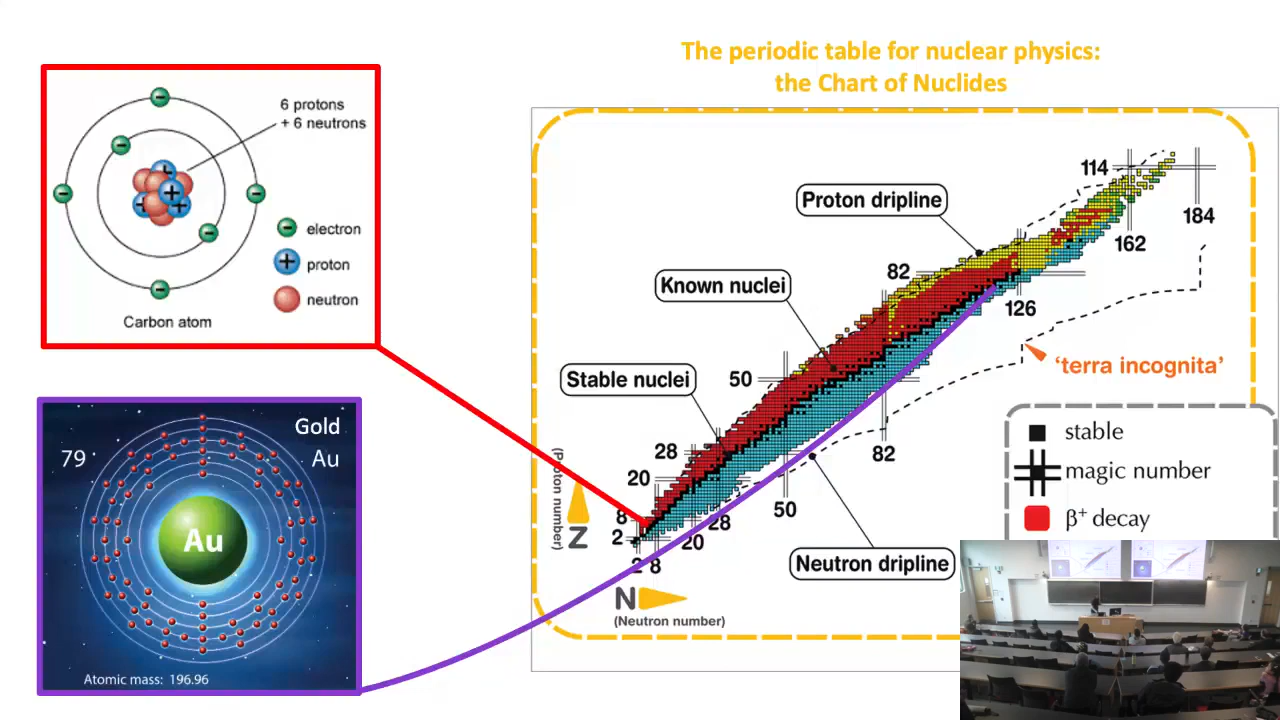 The periodic table for nuclear physics:
the Chart of Nuclides
6 protons
+ 6 neutrons
electron
proton
neutron
Carbon atom
Gold
Au
79
Au
Atomic mass: 196.96
114
184
162
Proton dripline
82
Known nuclei
126
'terra incognita'
Stable nuclei
50
28
20
8
2
82
50
28
20
8
2
Z
(Proton number)
N
(Neutron number)
Neutron dripline
stable
magic number
β+ decay